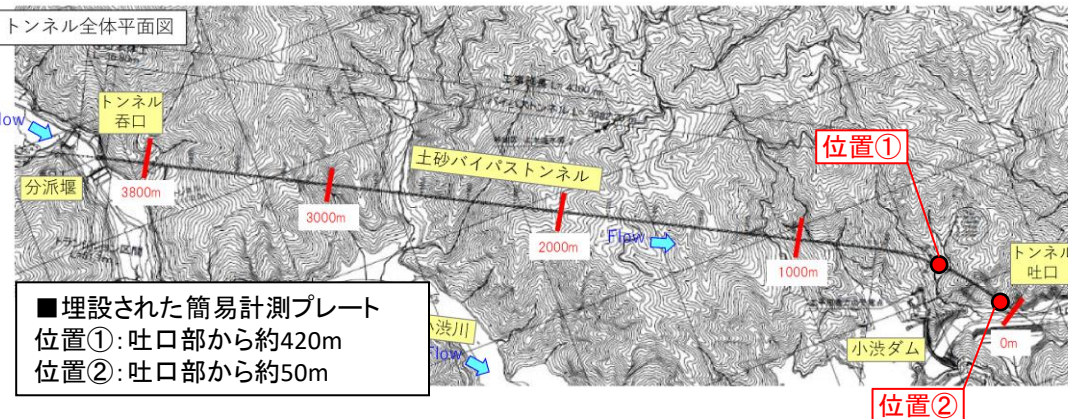 トンネル全体平面図
トンネル
呑口
Flow
分派堰
3800m
3000m
土砂バイパストンネル
2000m
Flow
1000m
位置①
トンネル
吐口
0m
小渋ダム
位置②
小渋川
Flow
■埋設された簡易計測プレート
位置①:吐口部から約420m
位置②:吐口部から約50m